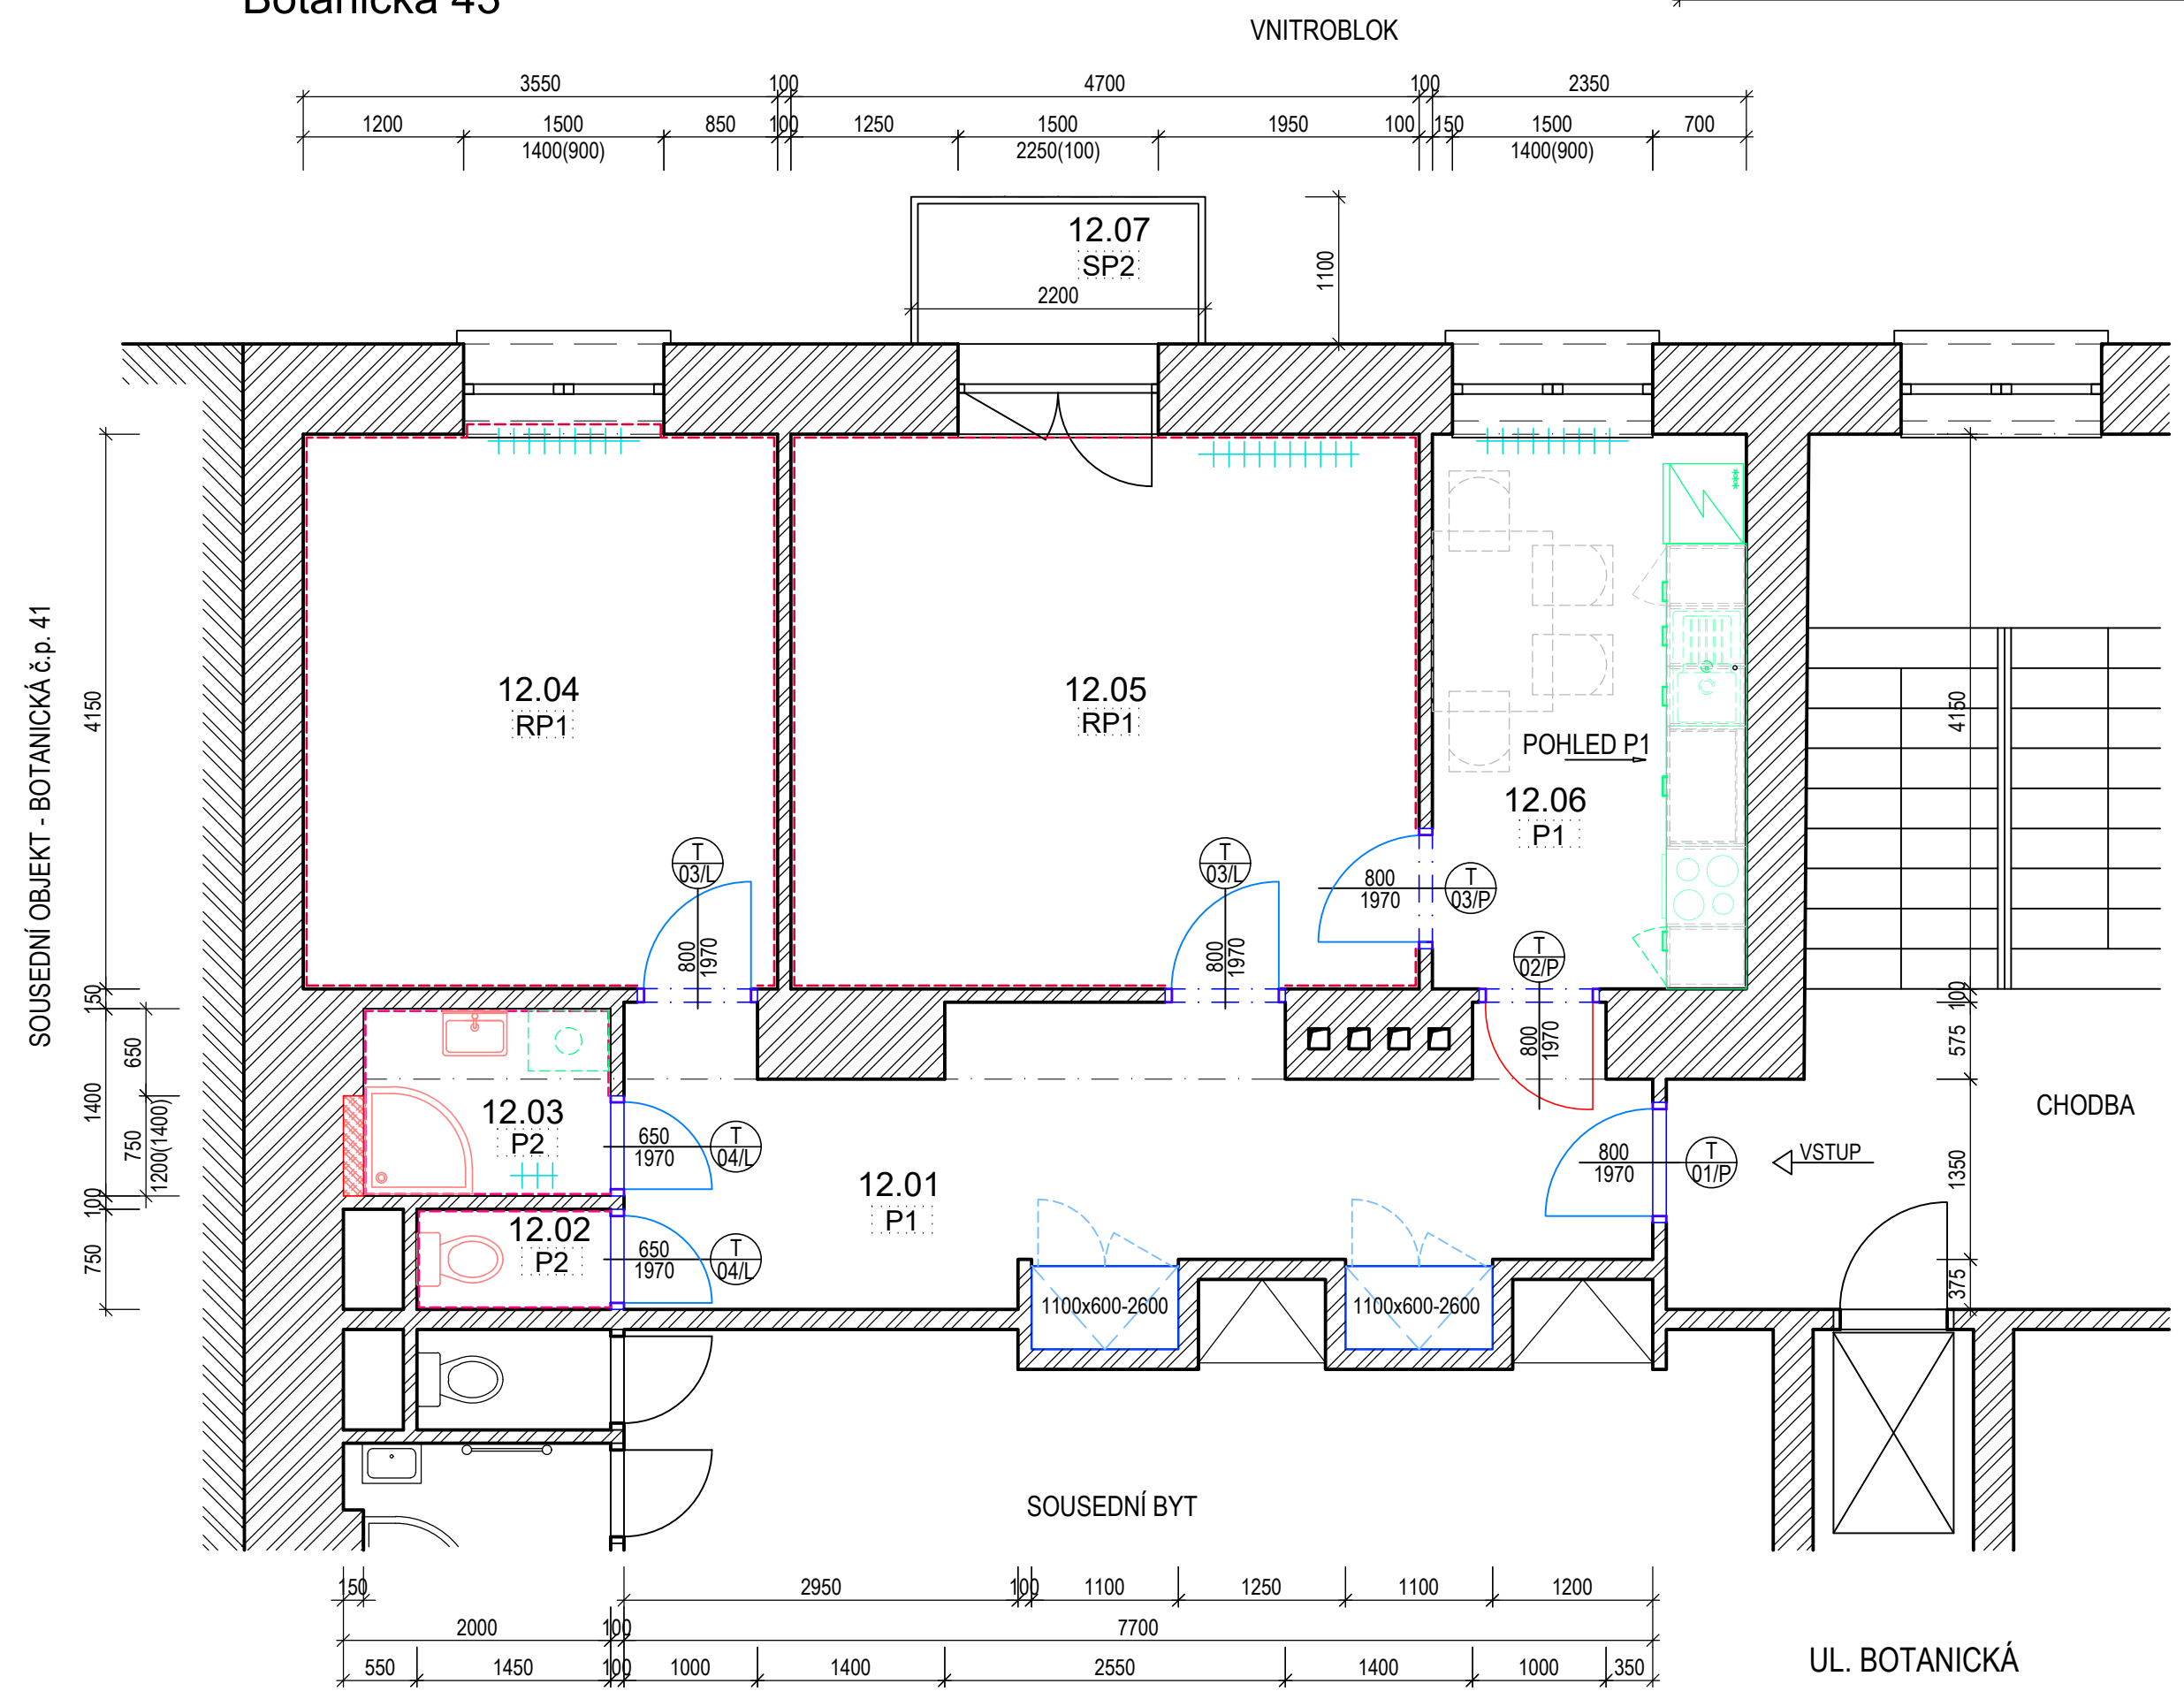 VNITROBLOK
3550 100 4700 100 2350
1200 1500 850 100 1250 1500 1950 100 150 1500 700
1400(900) 2250(100) 1400(900)
12.07
SP2
2200
1100
SOUSEDNÍ OBJEKT - BOTANICKÁ č.p. 41
4150
150
650
1400
750
1200(1400)
100
750
12.04
RP1
12.05
RP1
POHLED P1
12.06
P1
***
4150
T
03/L
800
1970
T
03/L
800
1970
800
1970
T
03/P
T
02/P
800
1970
100
575
1350
375
12.03
P2
650
1970
T
04/L
12.02
P2
650
1970
T
04/L
12.01
P1
800
1970
T
01/P
VSTUP
CHODBA
1100x600-2600
1100x600-2600
SOUSEDNÍ BYT
150 2950 100 1100 1250 1100 1200
2000 100 7700
550 1450 100 1000 1400 2550 1400 1000 350
UL. BOTANICKÁ